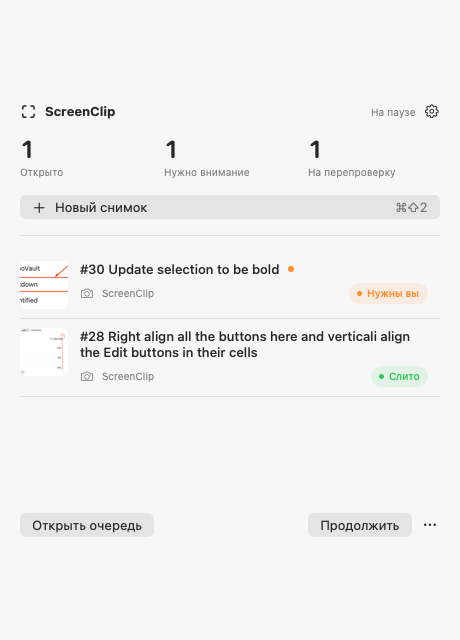 ScreenClip
На паузе
1
1
1
Открыто
Нужно внимание
На перепроверку
Новый снимок
⌘⇧2
#30 Update selection to be bold
ScreenClip
Нужны вы
#28 Right align all the buttons here and verticali align
the Edit buttons in their cells
ScreenClip
Слито
Открыть очередь
Продолжить